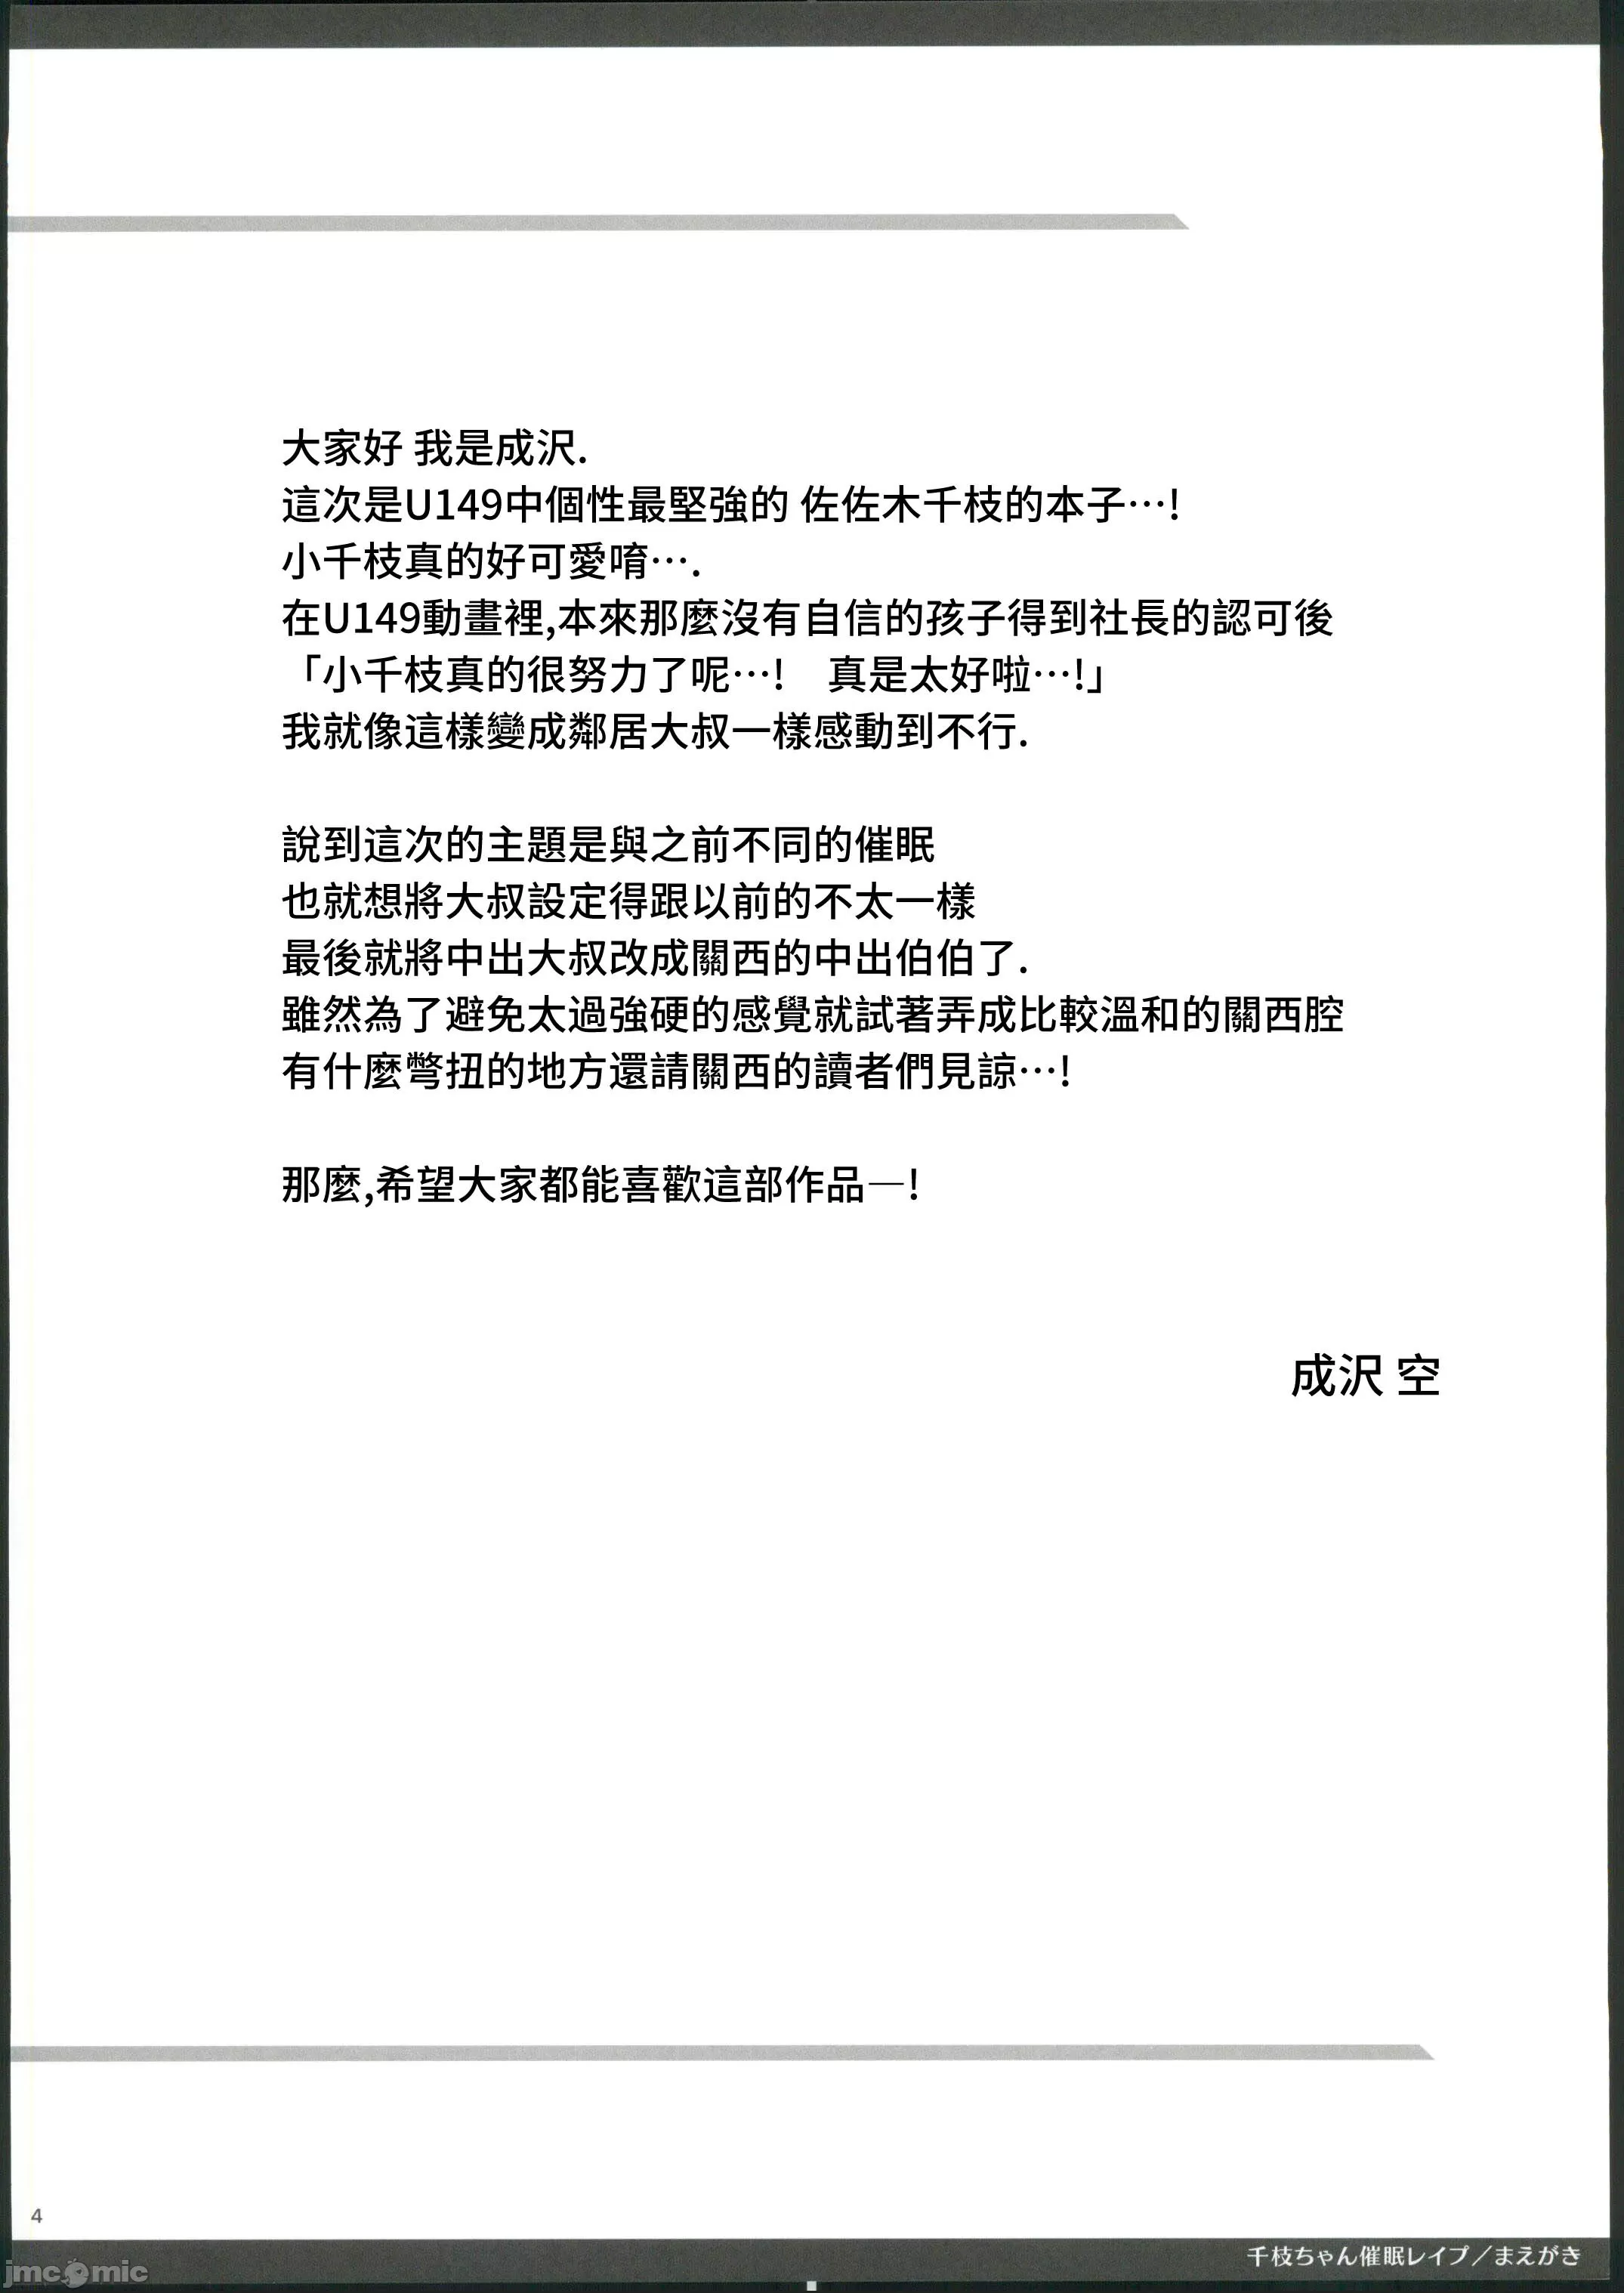 大家好 我是成沢.
這次是U149中個性最堅強的 佐佐木千枝的本子…!
小千枝真的好可愛唷….
在U149動畫裡,本來那麼沒有自信的孩子得到社長的認可後
「小千枝真的很努力了呢…!　真是太好啦…!」
我就像這樣變成鄰居大叔一樣感動到不行.
說到這次的主題是與之前不同的催眠
也就想將大叔設定得跟以前的不太一樣
最後就將中出大叔改成關西的中出伯伯了.
雖然為了避免太過強硬的感覺就試著弄成比較溫和的關西腔
有什麼彆扭的地方還請關西的讀者們見諒…!
那麼,希望大家都能喜歡這部作品—!
成沢 空
4
千枝ちゃん催眠レイプ／まえがき
jmcomic